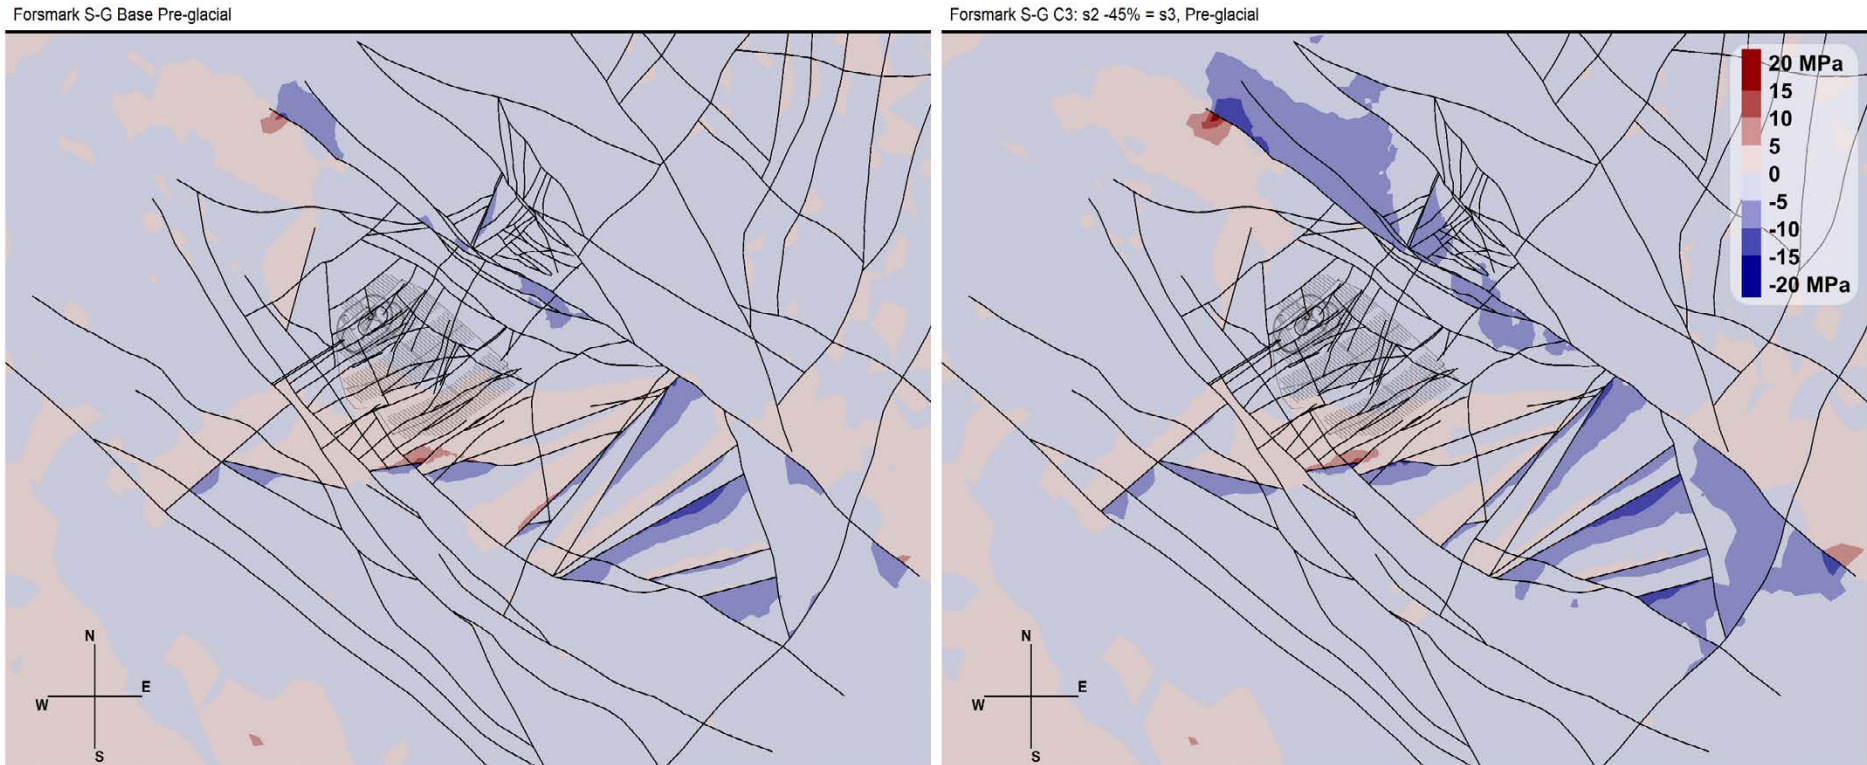 Forsmark S-G Base Pre-glacial
Forsmark S-G C3: s2 -45% = s3, Pre-glacial
20 MPa
15
10
5
0
-5
-10
-15
-20 MPa
N
W E
S
N
W E
S